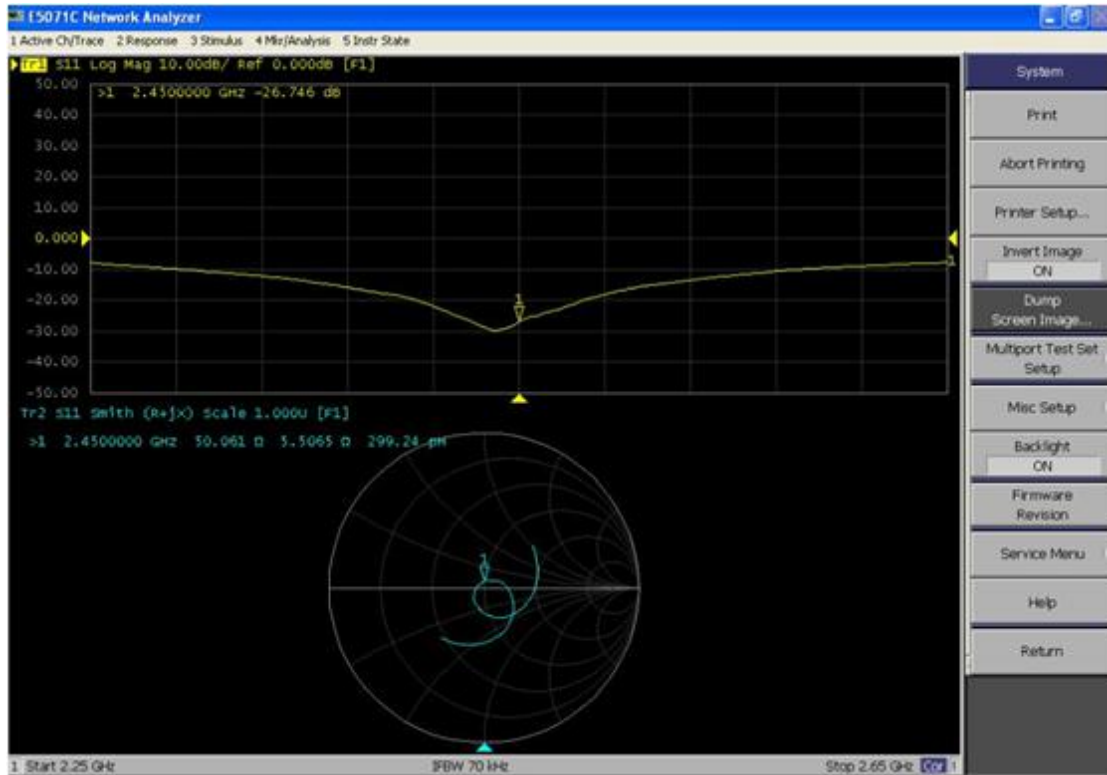 E5071C Network Analyzer
1 Active Ch/Trace 2 Response 3 Stimulus 4 Mkr/Analysis 5 Instr State
Tr1 S11 Log Mag 10.00dB/ Ref 0.000dB [F1]
50.00
>1 2.4500000 GHz -26.746 dB
40.00
30.00
20.00
10.00
0.000
-10.00
-20.00
-30.00
-40.00
-50.00
1
1
Tr2 S11 Smith (R+jX) Scale 1.000U [F1]
>1 2.4500000 GHz 50.061 Ω 5.5065 Ω 299.24 pH
1
1 Start 2.25 GHz IFBW 70 kHz Stop 2.65 GHz Cor !
System
Print
Abort Printing
Printer Setup...
Invert Image
ON
Dump
Screen Image...
Multiport Test Set
Setup
Misc Setup
Backlight
ON
Firmware
Revision
Service Menu
Help
Return